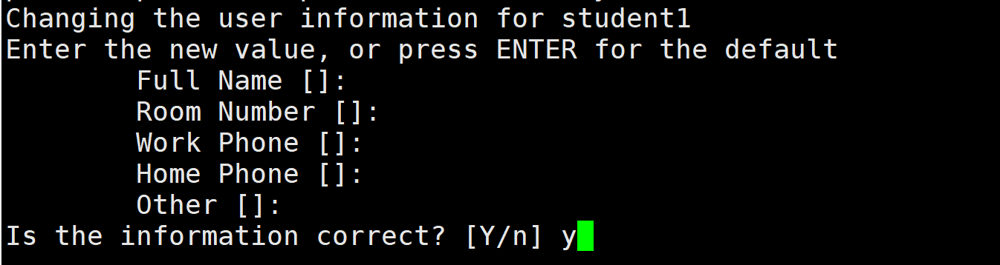 Changing the user information for student1
Enter the new value, or press ENTER for the default
Full Name []:
Room Number []:
Work Phone []:
Home Phone []:
Other []:
Is the information correct? [Y/n] y